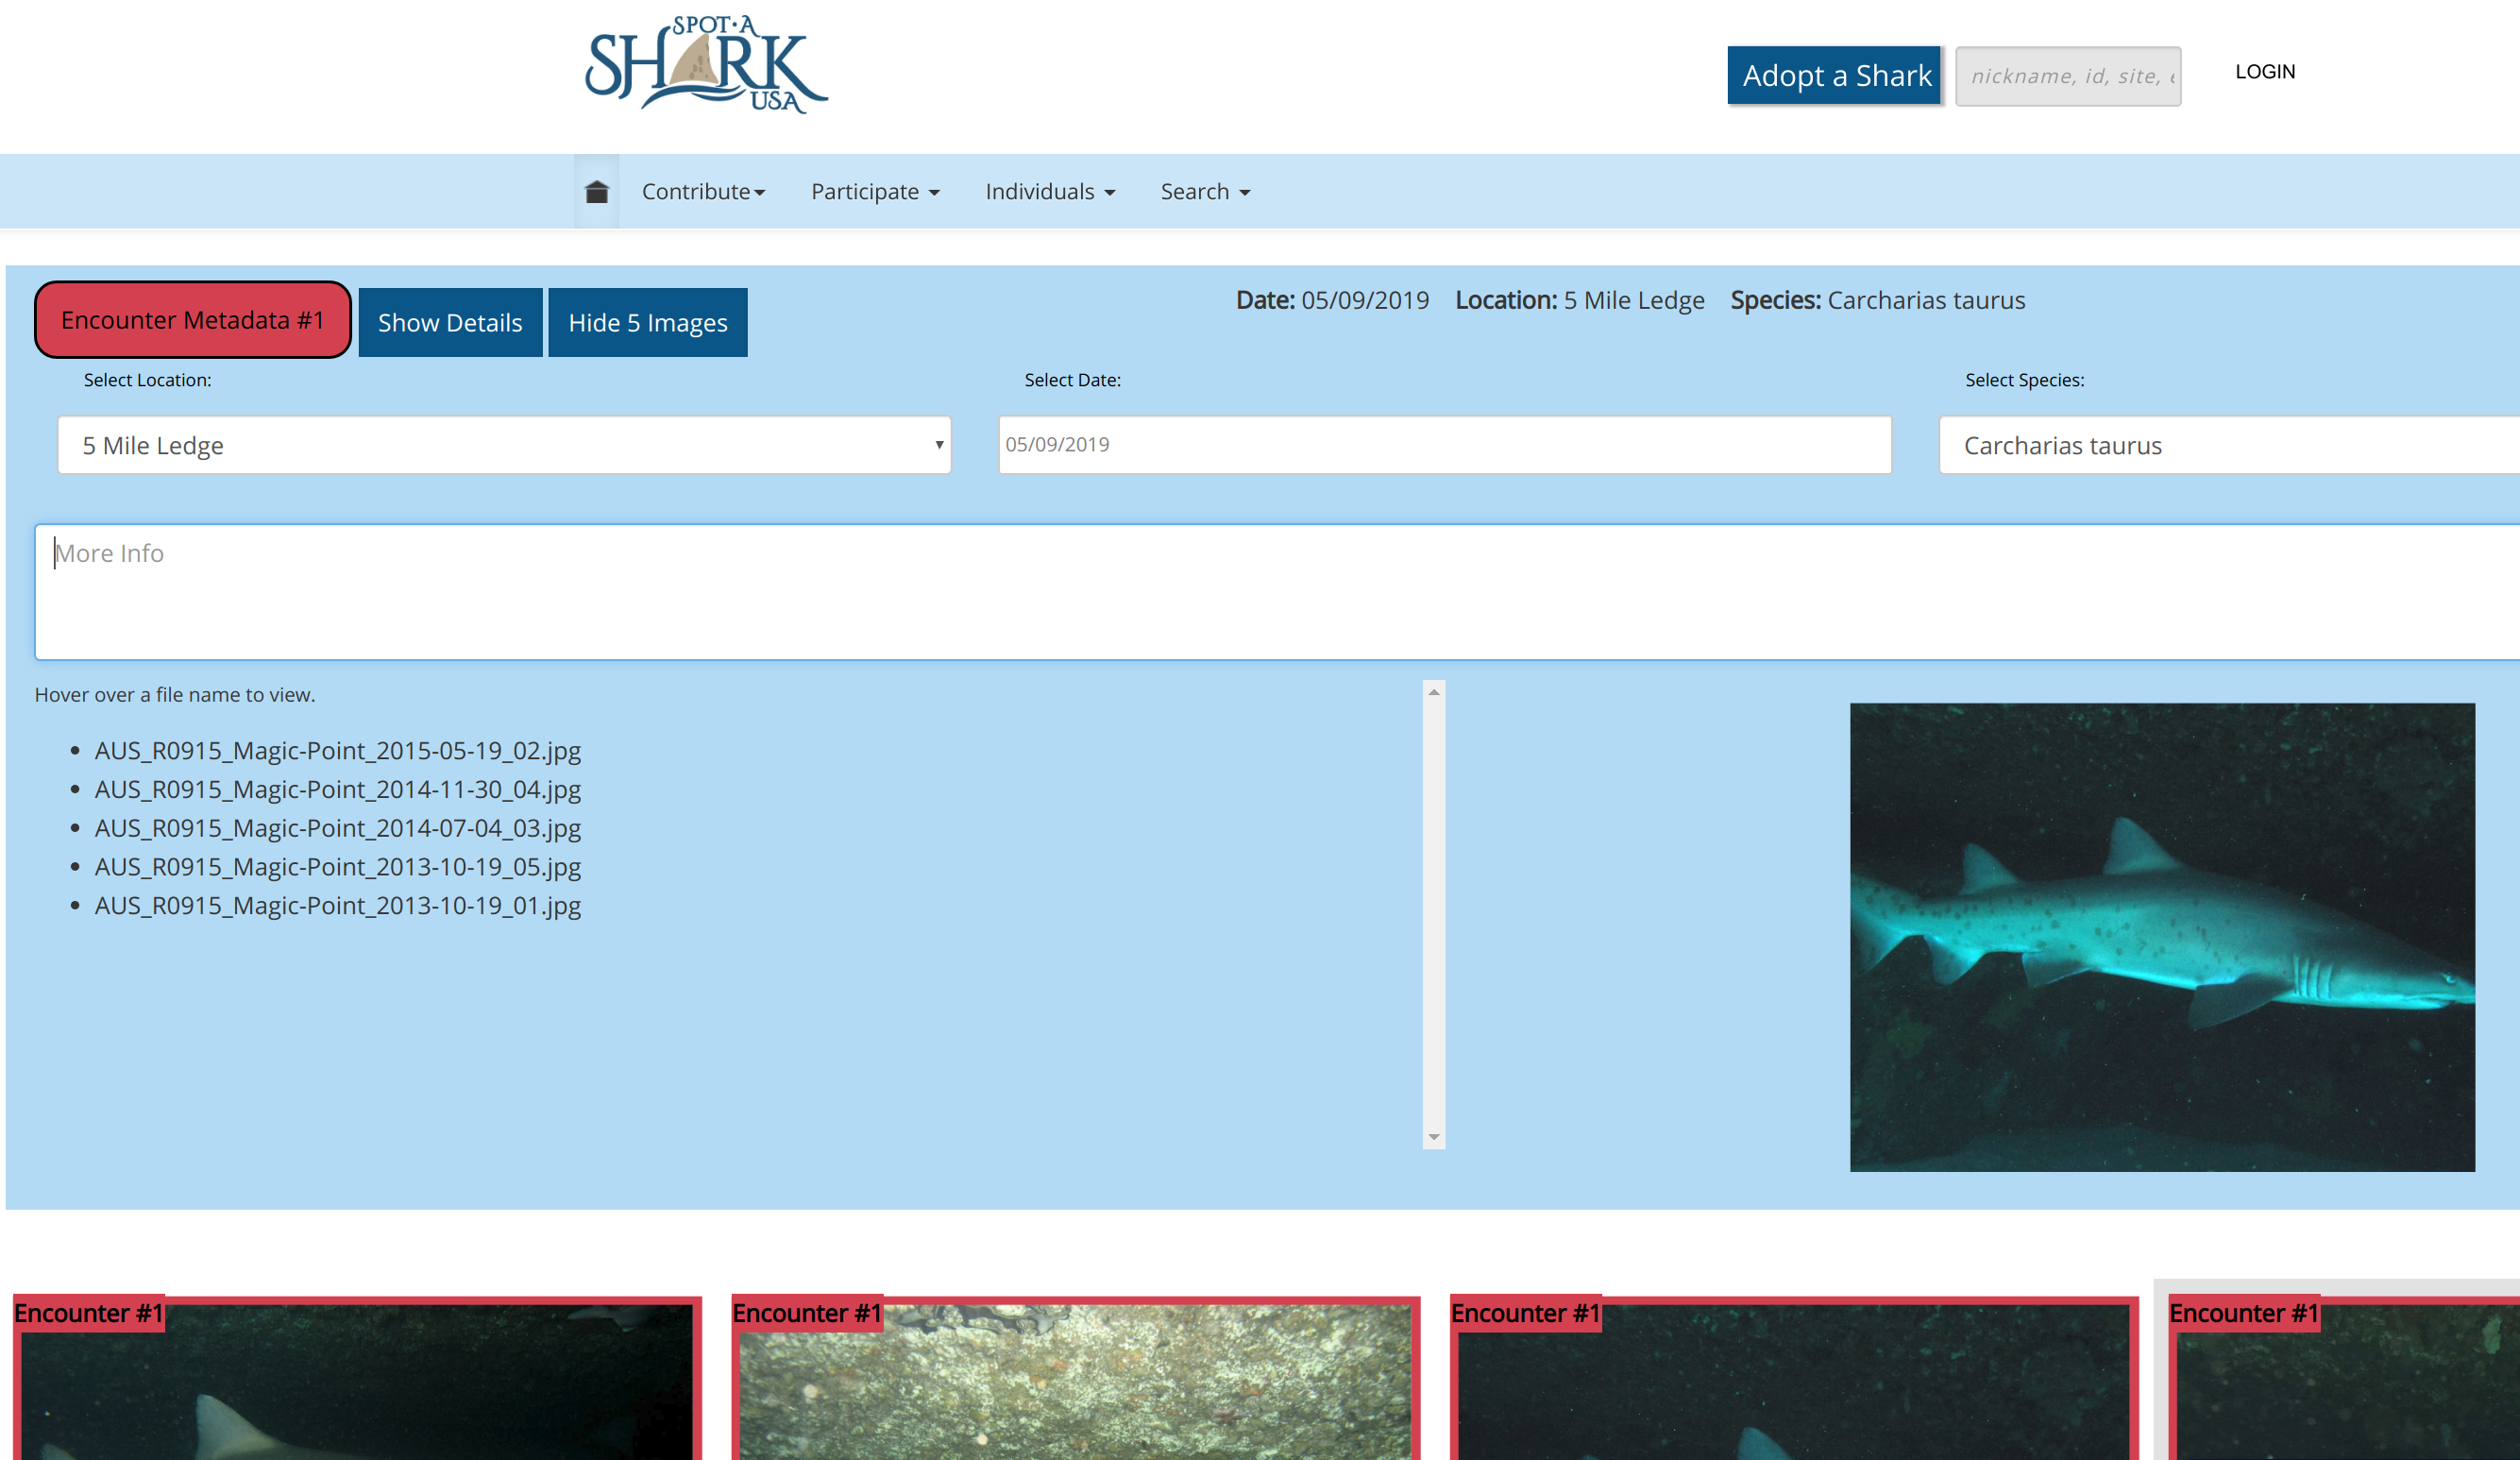 SPOT·A
SHARK
USA
Adopt a Shark
nickname, id, site, e
LOGIN
Contribute
Participate
Individuals
Search
Encounter Metadata #1
Show Details
Hide 5 Images
Date: 05/09/2019 Location: 5 Mile Ledge Species: Carcharias taurus
Select Location:
Select Date:
Select Species:
5 Mile Ledge
05/09/2019
Carcharias taurus
More Info
Hover over a file name to view.
AUS_R0915_Magic-Point_2015-05-19_02.jpg
AUS_R0915_Magic-Point_2014-11-30_04.jpg
AUS_R0915_Magic-Point_2014-07-04_03.jpg
AUS_R0915_Magic-Point_2013-10-19_05.jpg
AUS_R0915_Magic-Point_2013-10-19_01.jpg
Encounter #1
Encounter #1
Encounter #1
Encounter #1